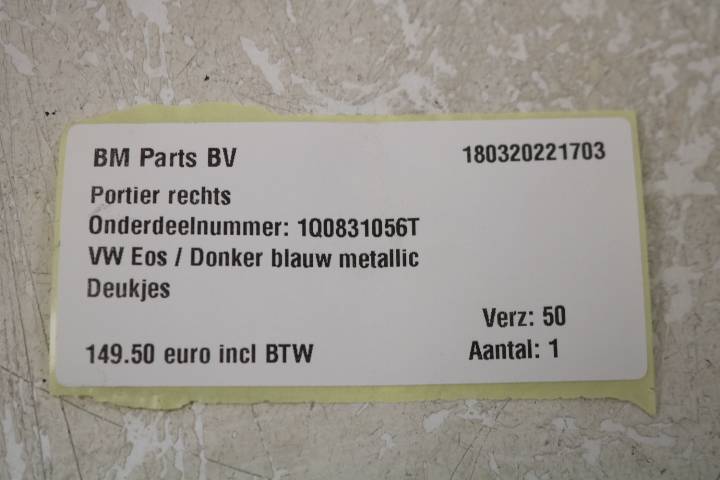 BM Parts BV 180320221703
Portier rechts
Onderdeelnummer: 1Q0831056T
VW Eos / Donker blauw metallic
Deukjes
Verz: 50
149.50 euro incl BTW Aantal: 1